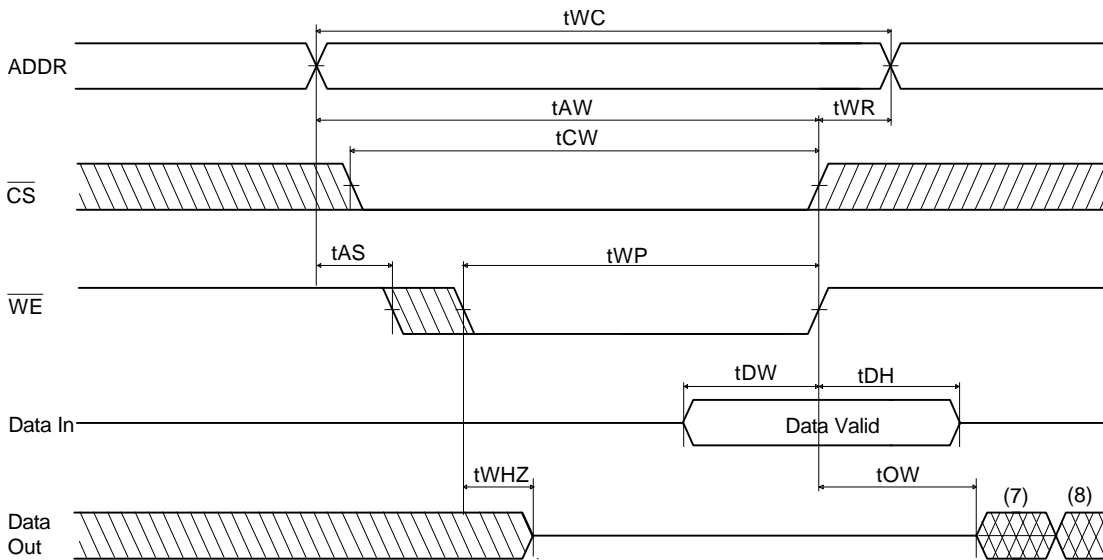 tWC
ADDR
tAW
tWR
tCW
CS
tAS
tWP
WE
tDW
tDH
Data In
Data Valid
tWHZ
tOW
(7)
(8)
Data
Out